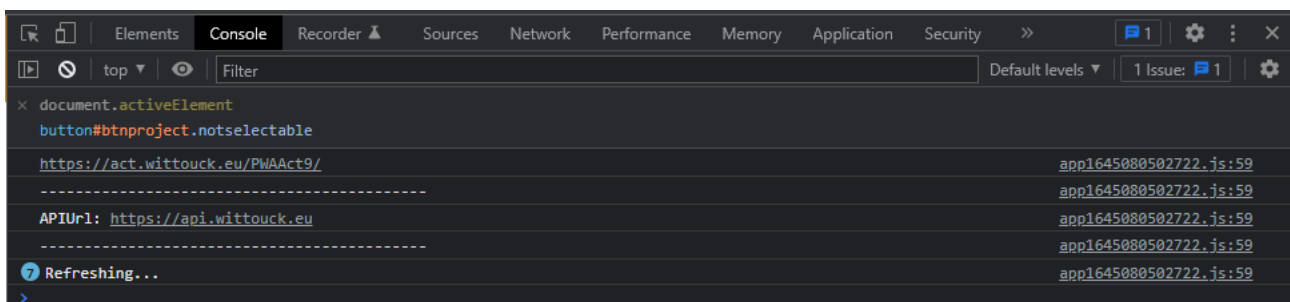 Elements Console Recorder Sources Network Performance Memory Application Security » 1
top ▼ Filter Default levels ▼ 1 Issue: 1
× document.activeElement
button#btnproject.notselectable
https://act.wittouck.eu/PWAAct9/ app1645080502722.js:59
------------------------------------------- app1645080502722.js:59
APIUrl: https://api.wittouck.eu app1645080502722.js:59
------------------------------------------- app1645080502722.js:59
7 Refreshing... app1645080502722.js:59
>